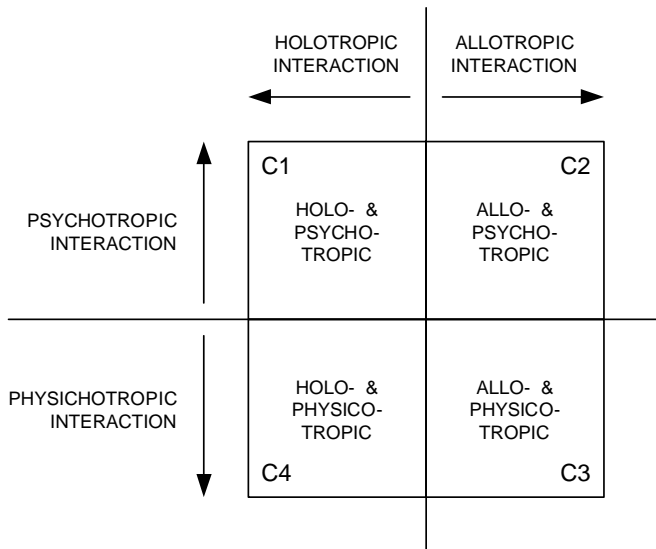 HOLOTROPIC
INTERACTION
ALLOTROPIC
INTERACTION
PSYCHOTROPIC
INTERACTION
C1
HOLO- &
PSYCHO-
TROPIC
C2
ALLO- &
PSYCHO-
TROPIC
PHYSICHOTROPIC
INTERACTION
HOLO- &
PHYSICO-
TROPIC
C4
ALLO- &
PHYSICO-
TROPIC
C3